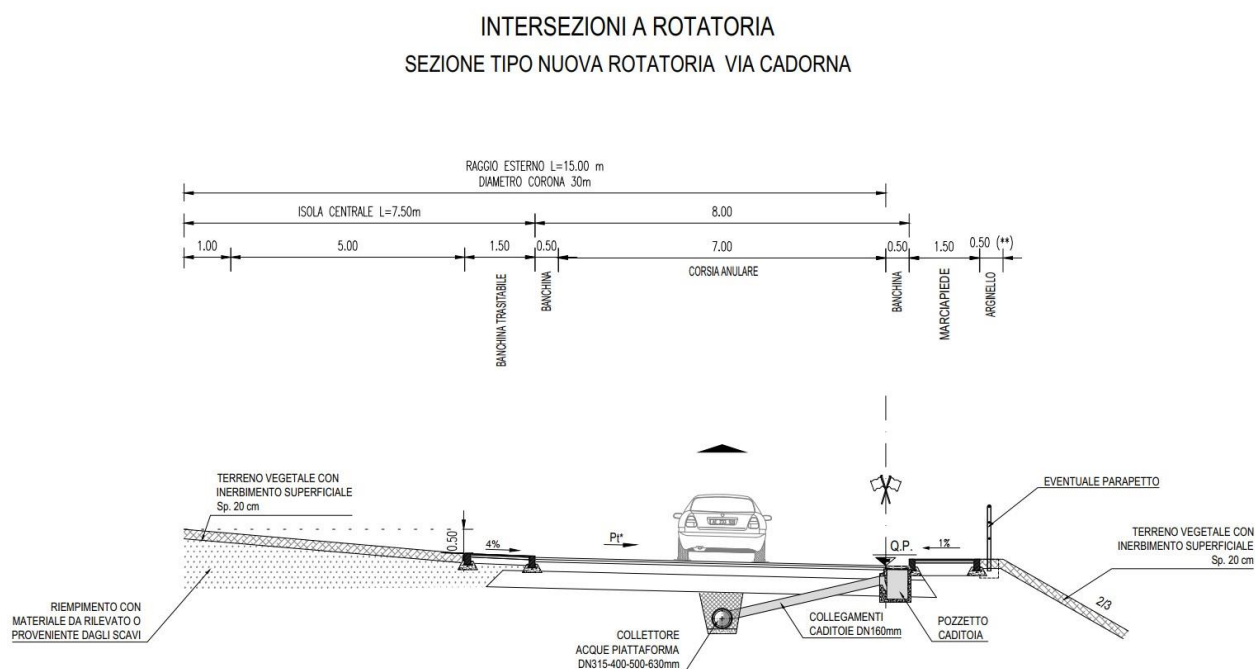 INTERSEZIONI A ROTATORIA
SEZIONE TIPO NUOVA ROTATORIA VIA CADORNA
RAGGIO ESTERNO L=15.00 m
DIAMETRO CORONA 30m
ISOLA CENTRALE L=7.50m
8.00
1.00
5.00
1.50
0.50
7.00
0.50
1.50
0.50 (**)
BANCHINA TRASITABILE
BANCHINA
CORSIA ANULARE
BANCHINA
MARCIAPIEDE
ARGINELLO
TERRENO VEGETALE CON
INERBIMENTO SUPERFICIALE
Sp. 20 cm
0.50
4%
Pt*
Q.P.
1%
EVENTUALE PARAPETTO
TERRENO VEGETALE CON
INERBIMENTO SUPERFICIALE
Sp. 20 cm
2/3
RIEMPIMENTO CON
MATERIALE DA RILEVATO O
PROVENIENTE DAGLI SCAVI
COLLETTORE
ACQUE PIATTAFORMA
DN315-400-500-630mm
COLLEGAMENTI
CADITOIE DN160mm
POZZETTO
CADITOIA